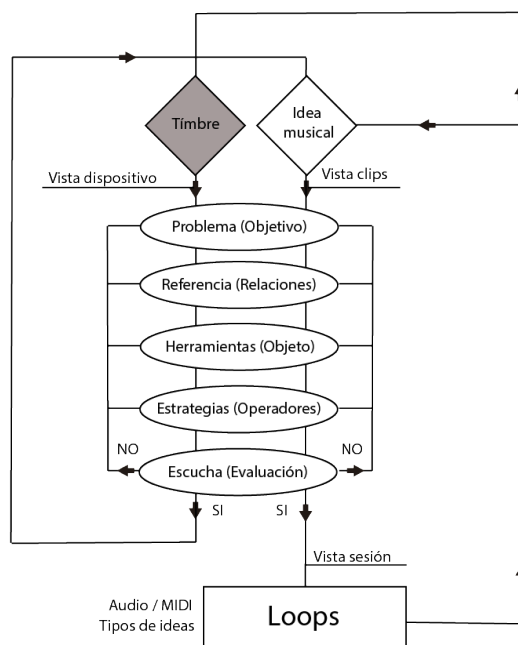 Tímbre
Idea
musical
Vista dispositivo
Vista clips
Problema (Objetivo)
Referencia (Relaciones)
Herramientas (Objeto)
Estrategias (Operadores)
NO
NO
Escucha (Evaluación)
SI
SI
Vista sesión
Audio / MIDI
Tipos de ideas
Loops